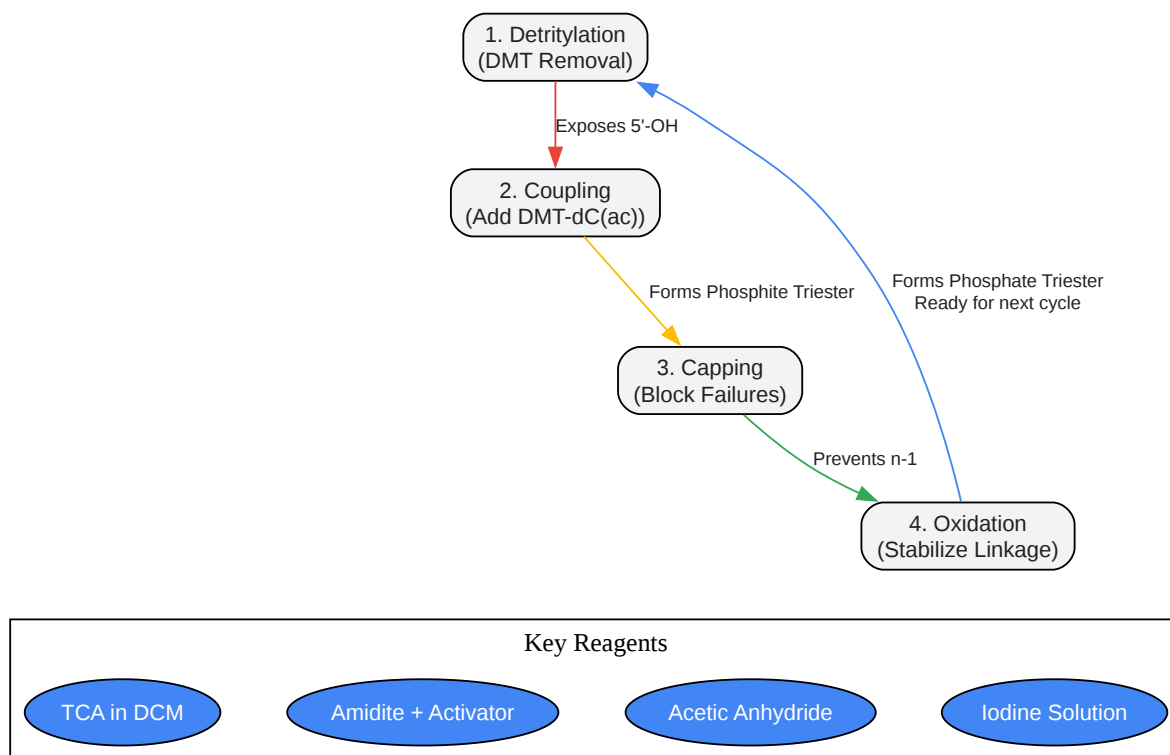 1. Detritylation
(DMT Removal)
Exposes 5'-OH
2. Coupling
(Add DMT-dC(ac))
Forms Phosphite Triester
Forms Phosphate Triester
Ready for next cycle
3. Capping
(Block Failures)
Prevents n-1
4. Oxidation
(Stabilize Linkage)
Key Reagents
TCA in DCM
Amidite + Activator
Acetic Anhydride
Iodine Solution